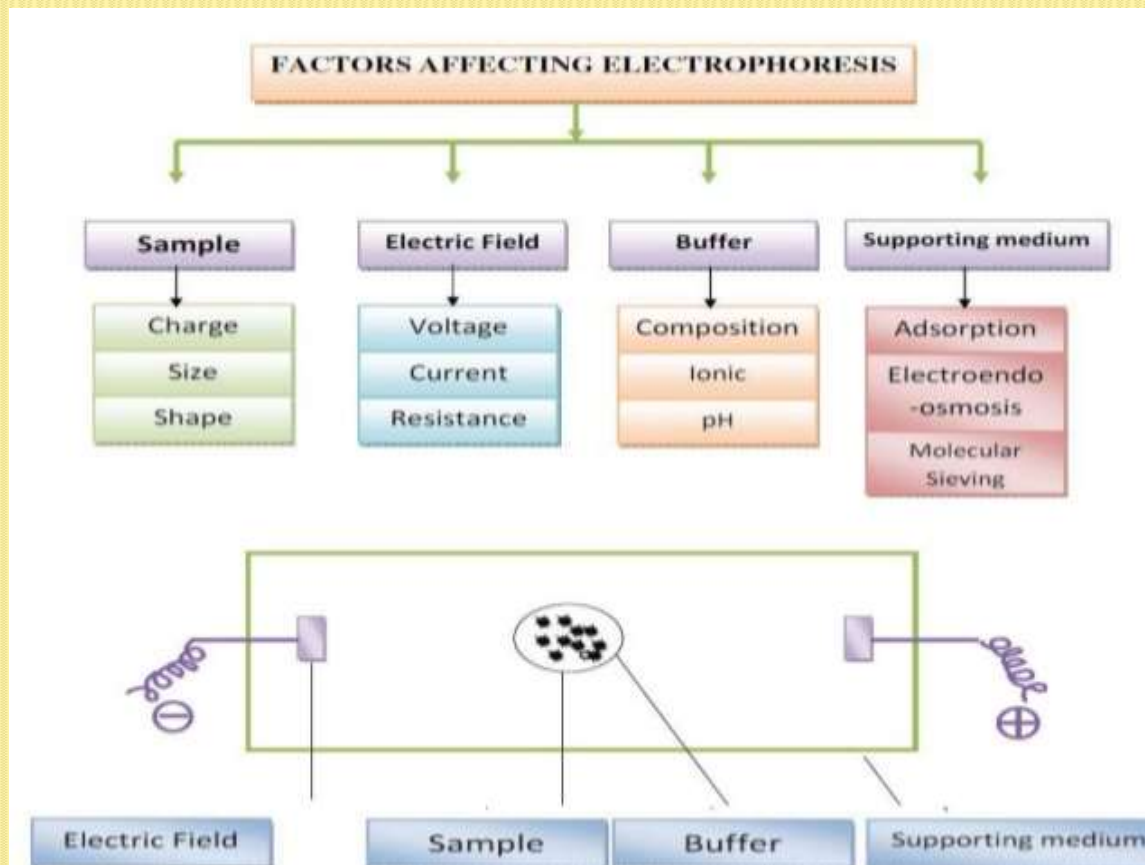 FACTORS AFFECTING ELECTROPHORESIS
Sample
Electric Field
Buffer
Supporting medium
Charge
Size
Shape
Voltage
Current
Resistance
Composition
Ionic
pH
Adsorption
Electroendo
-osmosis
Molecular
Sieving
Electric Field
Sample
Buffer
Supporting medium